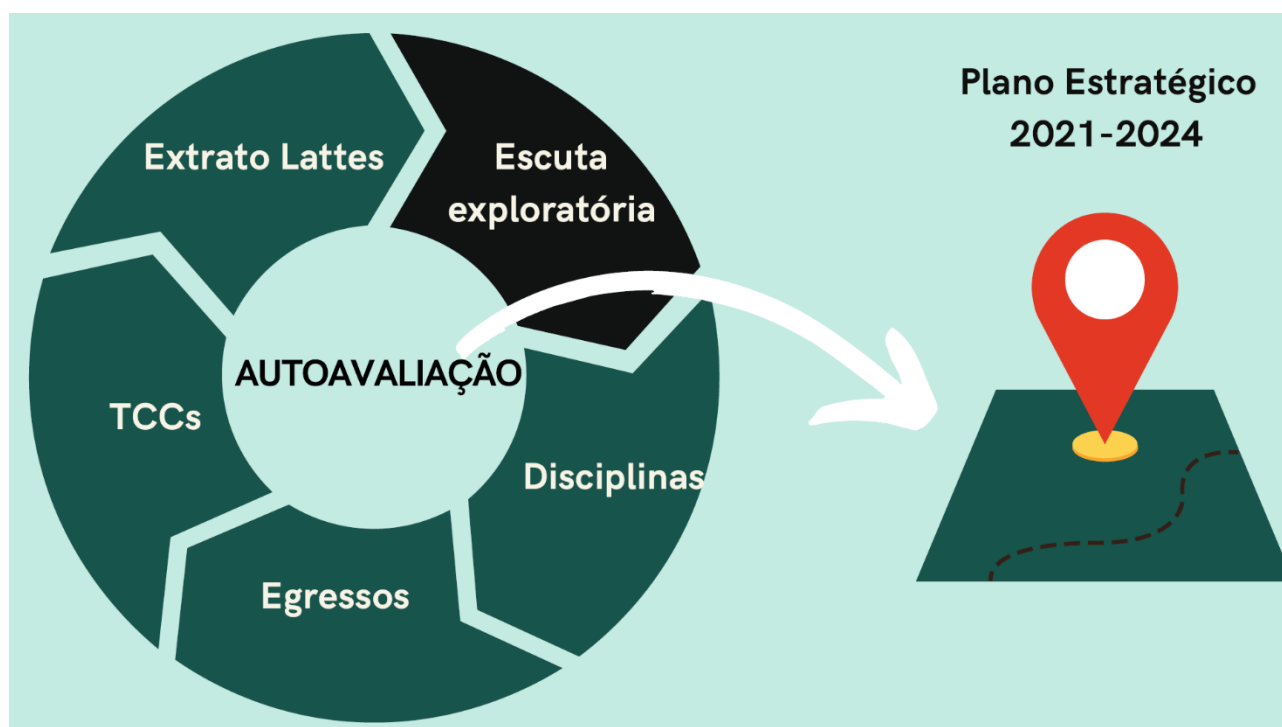 Extrato Lattes
Escuta
exploratória
Disciplinas
Egressos
TCCs
AUTOAVALIAÇÃO
Plano Estratégico
2021-2024